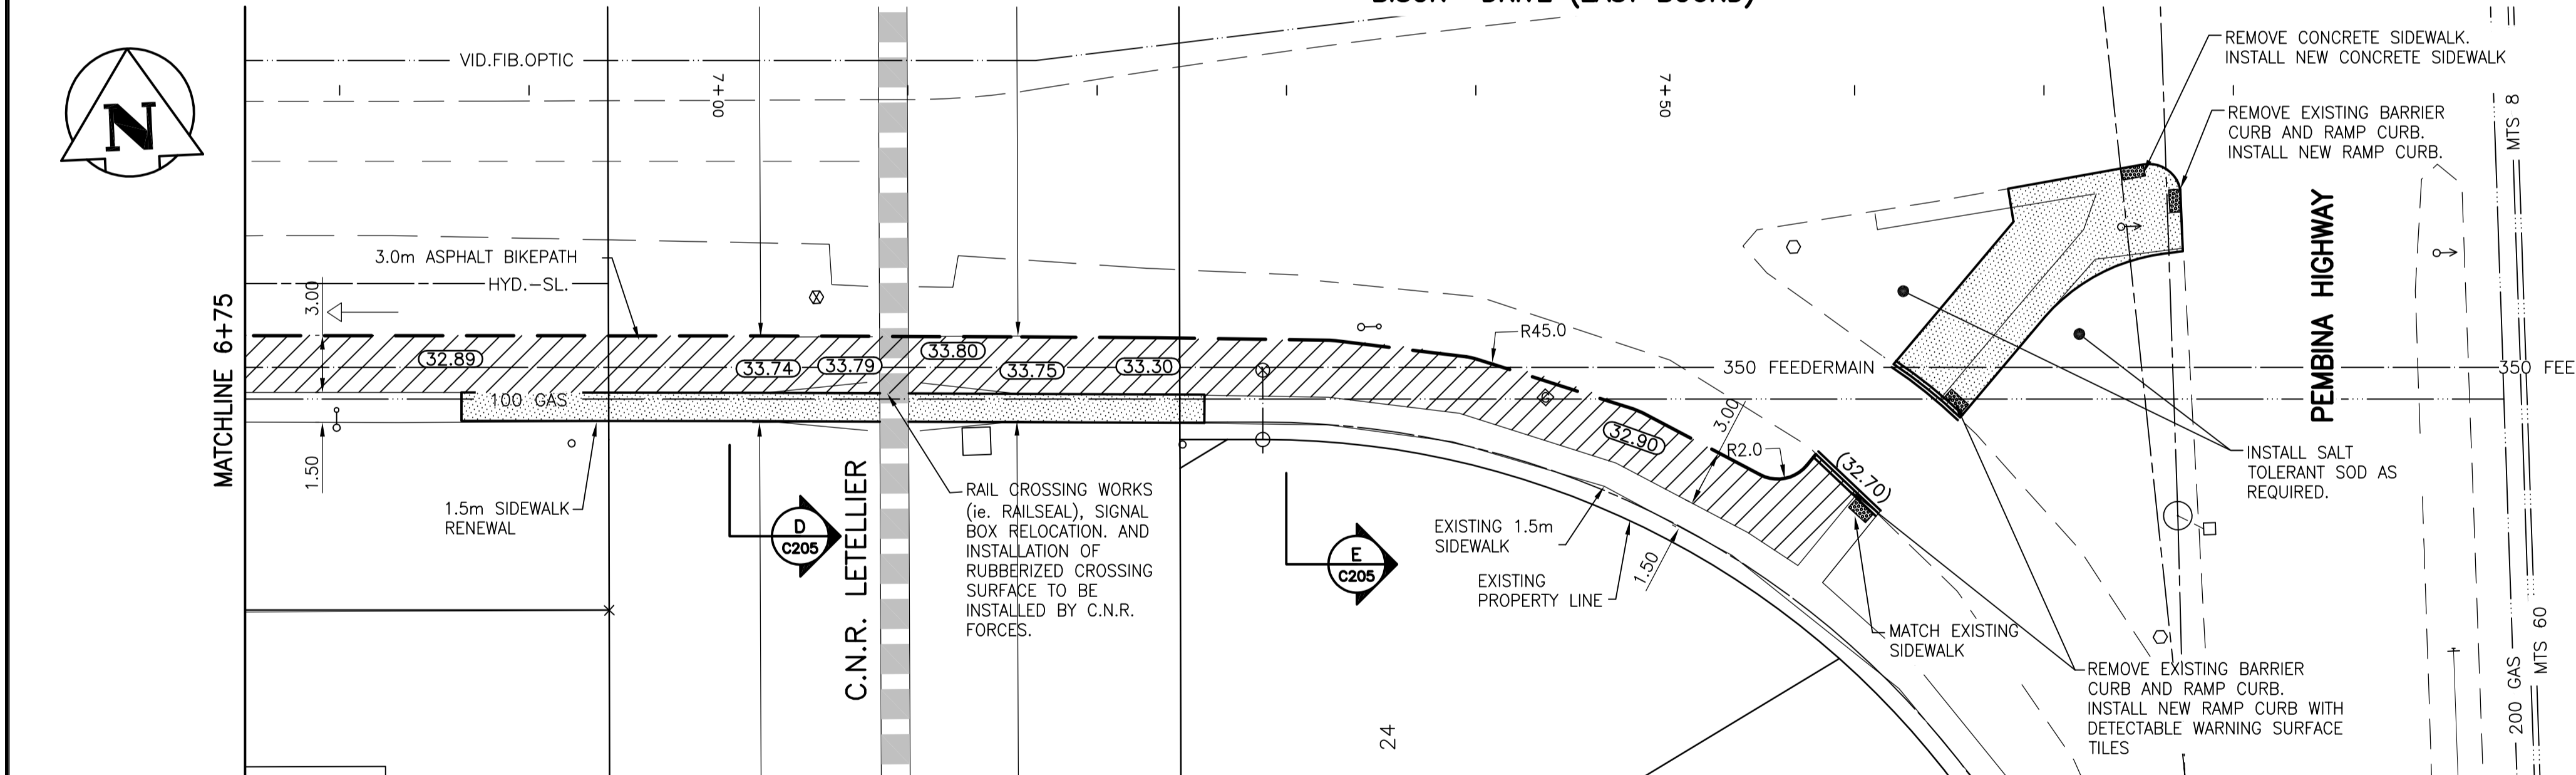 N
VID.FIB.OPTIC
7+00
7+50
REMOVE CONCRETE SIDEWALK.
INSTALL NEW CONCRETE SIDEWALK
REMOVE EXISTING BARRIER
CURB AND RAMP CURB.
INSTALL NEW RAMP CURB.
MTS 8
PEMBINA HIGHWAY
3.0m ASPHALT BIKEPATH
HYD.-SL.
MATCHLINE 6+75
3.00
32.89
33.74
33.79
33.80
33.75
33.30
R45.0
350 FEEDERMAIN
350 FEE
100 GAS
1.50
1.5m SIDEWALK
RENEWAL
D
C205
C.N.R. LETELLIER
RAIL CROSSING WORKS
(ie. RAILSEAL), SIGNAL
BOX RELOCATION. AND
INSTALLATION OF
RUBBERIZED CROSSING
SURFACE TO BE
INSTALLED BY C.N.R.
FORCES.
E
C205
32.90
3.00
R2.0
(32.70)
EXISTING 1.5m
SIDEWALK
EXISTING
PROPERTY LINE
1.50
24
MATCH EXISTING
SIDEWALK
INSTALL SALT
TOLERANT SOD AS
REQUIRED.
REMOVE EXISTING BARRIER
CURB AND RAMP CURB.
INSTALL NEW RAMP CURB WITH
DETECTABLE WARNING SURFACE
TILES
200 GAS
MTS 60